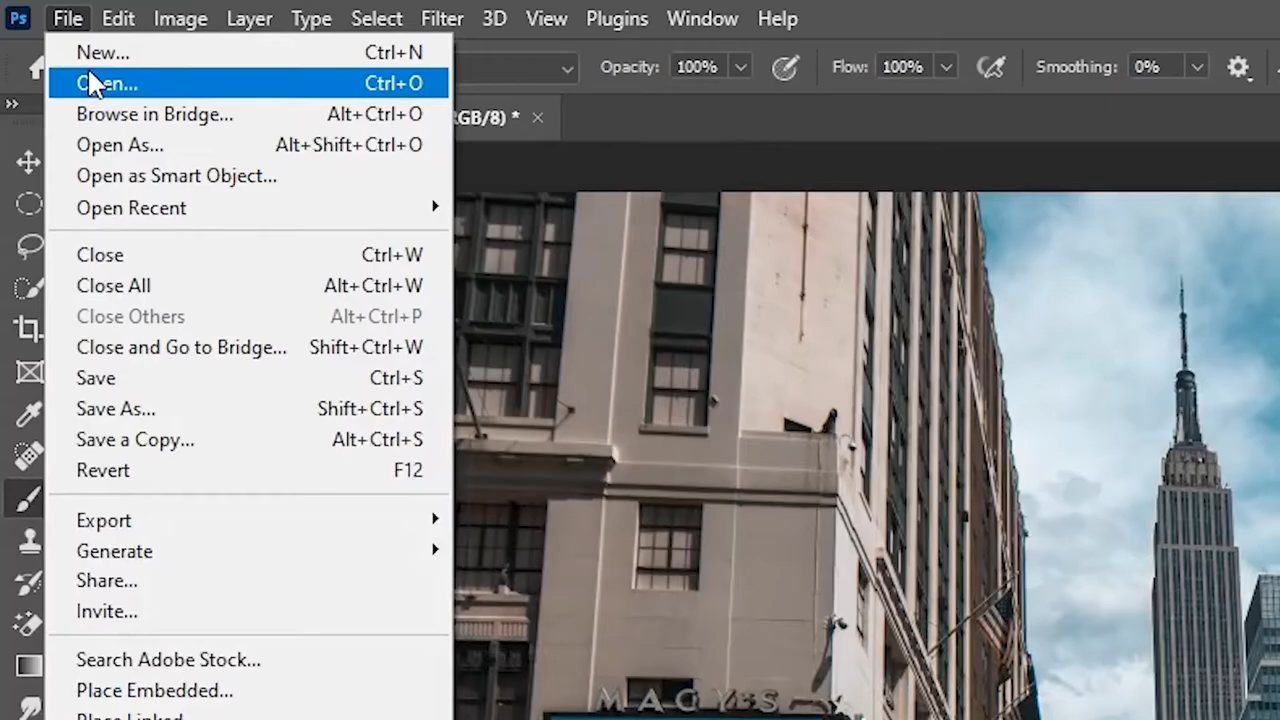 Ps File Edit Image Layer Type Select Filter 3D View Plugins Window Help
Opacity: 100% Flow: 100% Smoothing: 0%
New... Ctrl+N
Open... Ctrl+O
RGB/8) *
Browse in Bridge... Alt+Ctrl+O
Open As... Alt+Shift+Ctrl+O
Open as Smart Object...
Open Recent
Close Ctrl+W
Close All Alt+Ctrl+W
Close Others Alt+Ctrl+P
Close and Go to Bridge... Shift+Ctrl+W
Save Ctrl+S
Save As... Shift+Ctrl+S
Save a Copy... Alt+Ctrl+S
Revert F12
Export
Generate
Share...
Invite...
Search Adobe Stock...
Place Embedded...
Place Linked
MACY'S